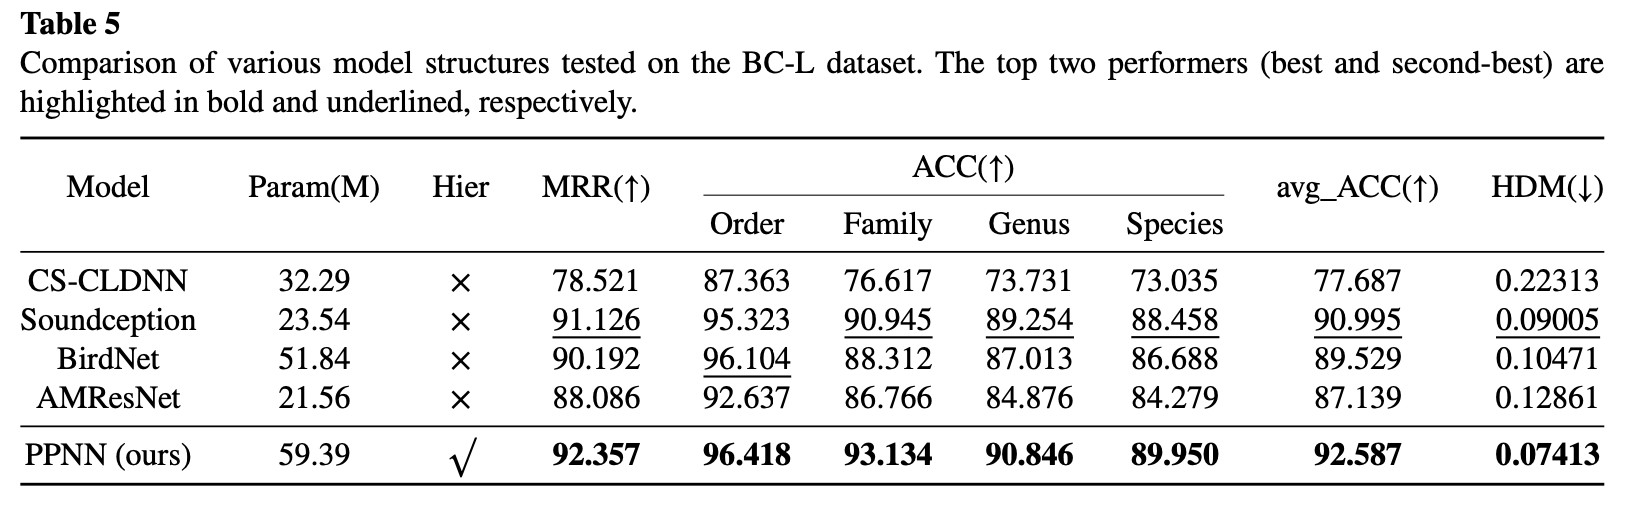 Table 5
Comparison of various model structures tested on the BC-L dataset. The top two performers (best and second-best) are
highlighted in bold and underlined, respectively.
Model Param(M) Hier MRR(↑) ACC(↑) avg_ACC(↑) HDM(↓)
Order Family Genus Species
CS-CLDNN 32.29 × 78.521 87.363 76.617 73.731 73.035 77.687 0.22313
Soundception 23.54 × 91.126 95.323 90.945 89.254 88.458 90.995 0.09005
BirdNet 51.84 × 90.192 96.104 88.312 87.013 86.688 89.529 0.10471
AMResNet 21.56 × 88.086 92.637 86.766 84.876 84.279 87.139 0.12861
PPNN (ours) 59.39 √ 92.357 96.418 93.134 90.846 89.950 92.587 0.07413